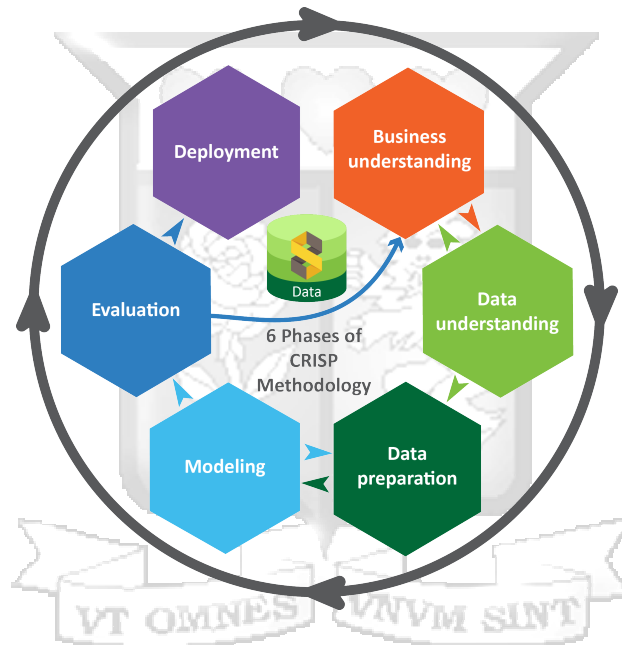 Deployment
Business
understanding
Data
Evaluation
Data
understanding
6 Phases of
CRISP
Methodology
Modeling
Data
preparation
VT OMNES VNVM SINT